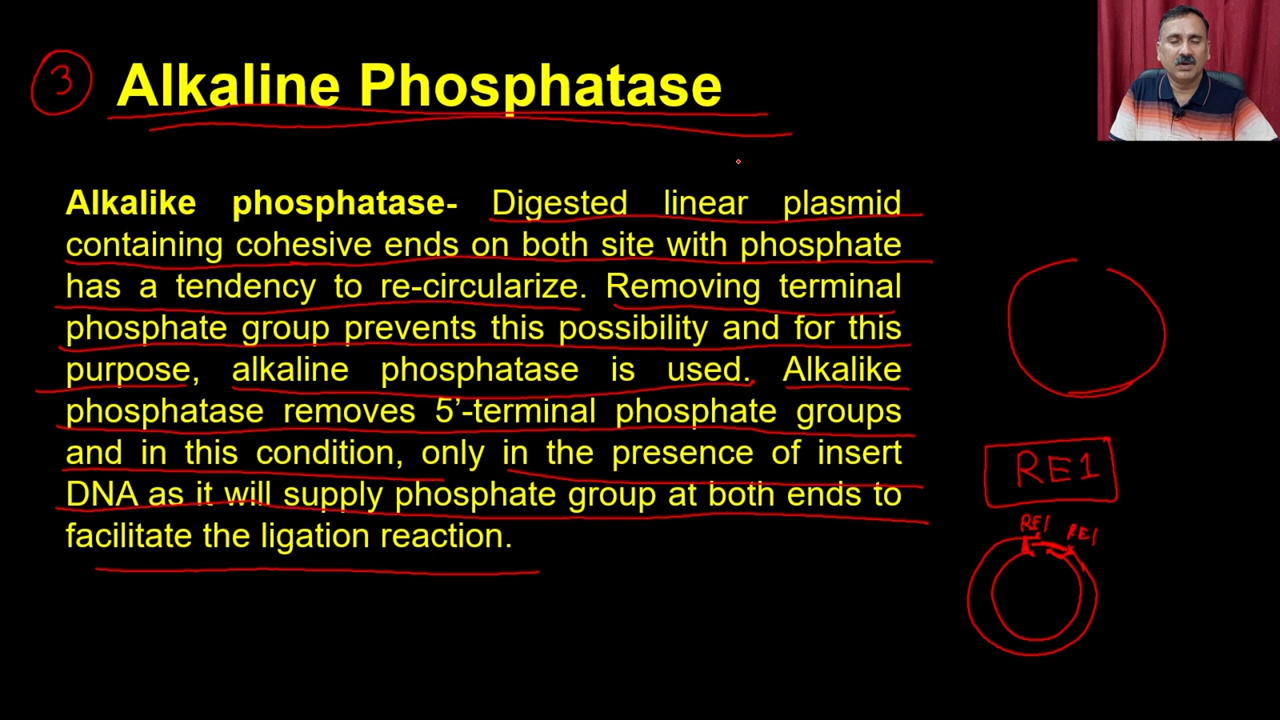 3 Alkaline Phosphatase
Alkalike phosphatase- Digested linear plasmid
containing cohesive ends on both site with phosphate
has a tendency to re-circularize. Removing terminal
phosphate group prevents this possibility and for this
purpose, alkaline phosphatase is used. Alkalike
phosphatase removes 5’-terminal phosphate groups
and in this condition, only in the presence of insert
DNA as it will supply phosphate group at both ends to
facilitate the ligation reaction.
RE1
RE1 RE1